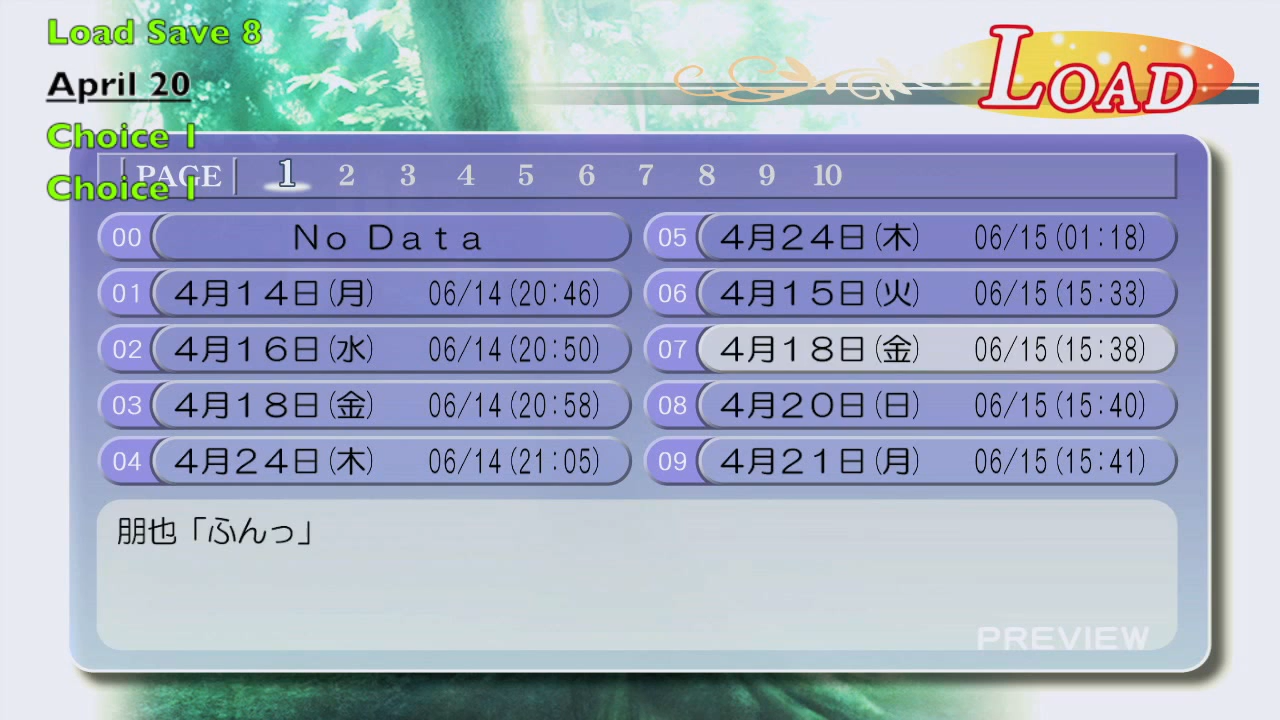 Load Save 8
April 20
Choice 1
Choice 1
LOAD
PAGE 1 2 3 4 5 6 7 8 9 10
00 No Data
01 4月14日(月) 06/14(20:46)
02 4月16日(水) 06/14(20:50)
03 4月18日(金) 06/14(20:58)
04 4月24日(木) 06/14(21:05)
05 4月24日(木) 06/15(01:18)
06 4月15日(火) 06/15(15:33)
07 4月18日(金) 06/15(15:38)
08 4月20日(日) 06/15(15:40)
09 4月21日(月) 06/15(15:41)
朋也「ふんっ」
PREVIEW